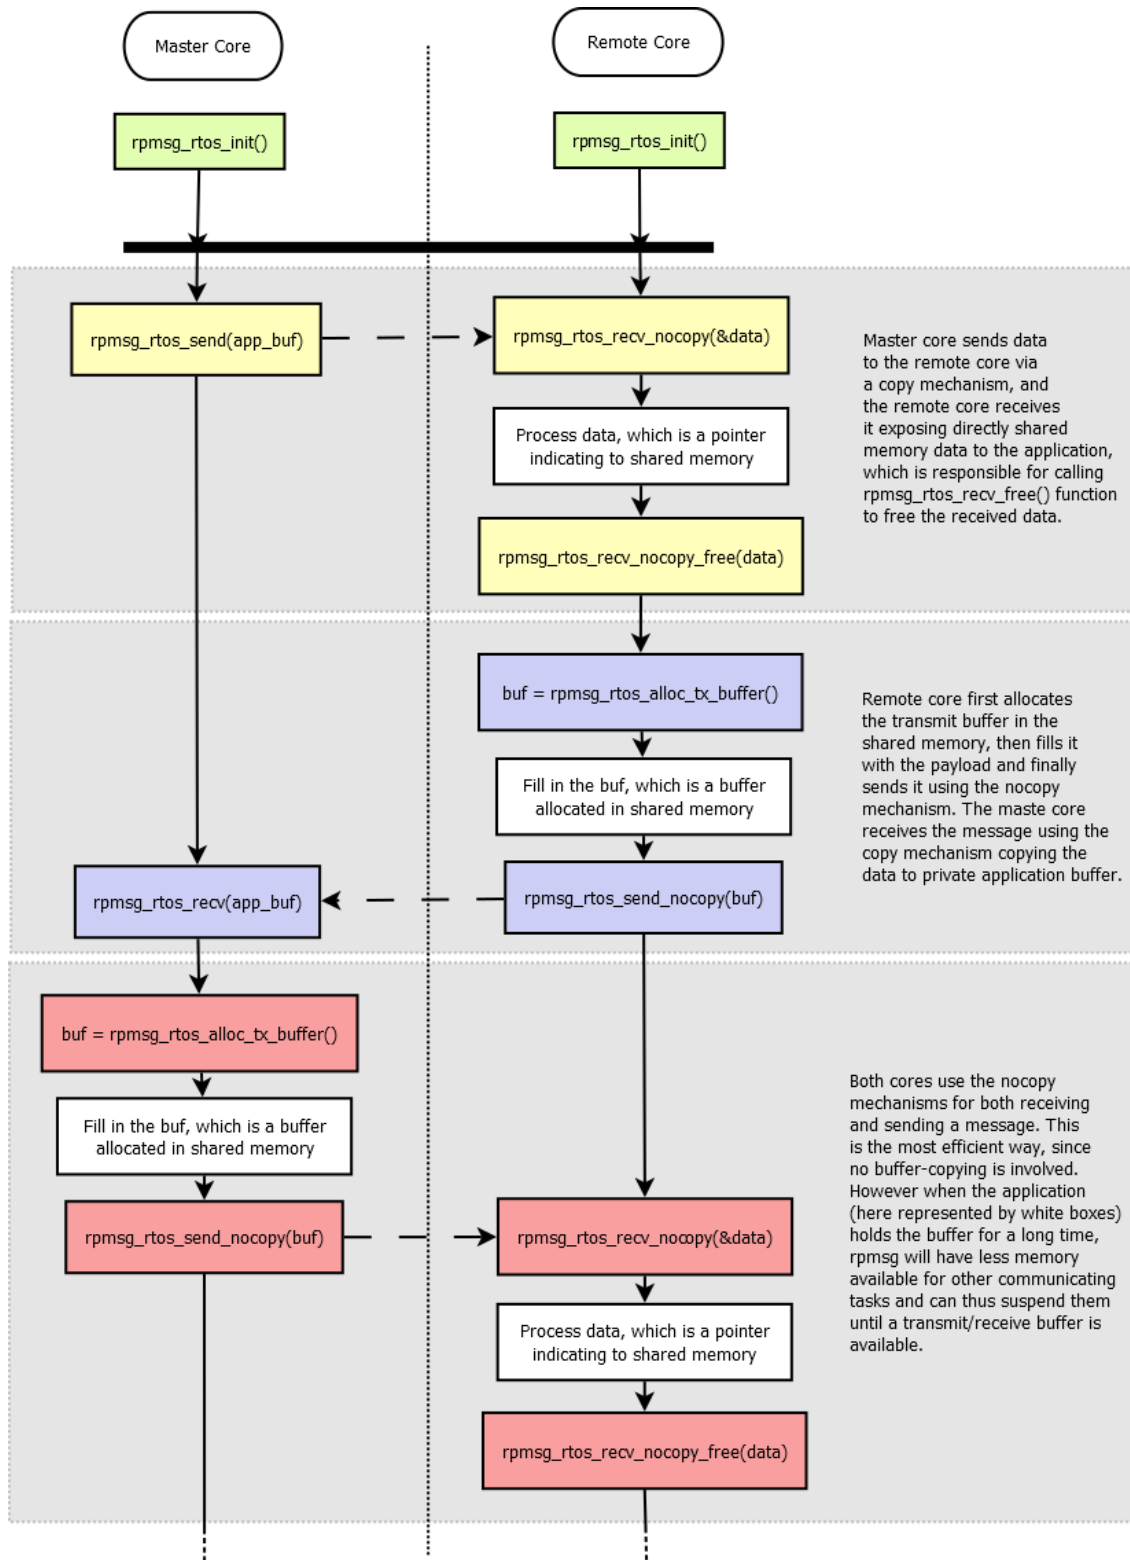 Master Core
Remote Core
rpmsg_rtos_init()
rpmsg_rtos_init()
rpmsg_rtos_send(app_buf)
rpmsg_rtos_recv_nocopy(&data)
Process data, which is a pointer
indicating to shared memory
rpmsg_rtos_recv_nocopy_free(data)
Master core sends data
to the remote core via
a copy mechanism, and
the remote core receives
it exposing directly shared
memory data to the application,
which is responsible for calling
rpmsg_rtos_recv_free() function
to free the received data.
buf = rpmsg_rtos_alloc_tx_buffer()
Fill in the buf, which is a buffer
allocated in shared memory
rpmsg_rtos_send_nocopy(buf)
rpmsg_rtos_recv(app_buf)
Remote core first allocates
the transmit buffer in the
shared memory, then fills it
with the payload and finally
sends it using the nocopy
mechanism. The maste core
receives the message using the
copy mechanism copying the
data to private application buffer.
buf = rpmsg_rtos_alloc_tx_buffer()
Fill in the buf, which is a buffer
allocated in shared memory
rpmsg_rtos_send_nocopy(buf)
rpmsg_rtos_recv_nocopy(&data)
Process data, which is a pointer
indicating to shared memory
rpmsg_rtos_recv_nocopy_free(data)
Both cores use the nocopy
mechanisms for both receiving
and sending a message. This
is the most efficient way, since
no buffer-copying is involved.
However when the application
(here represented by white boxes)
holds the buffer for a long time,
rpmsg will have less memory
available for other communicating
tasks and can thus suspend them
until a transmit/receive buffer is
available.